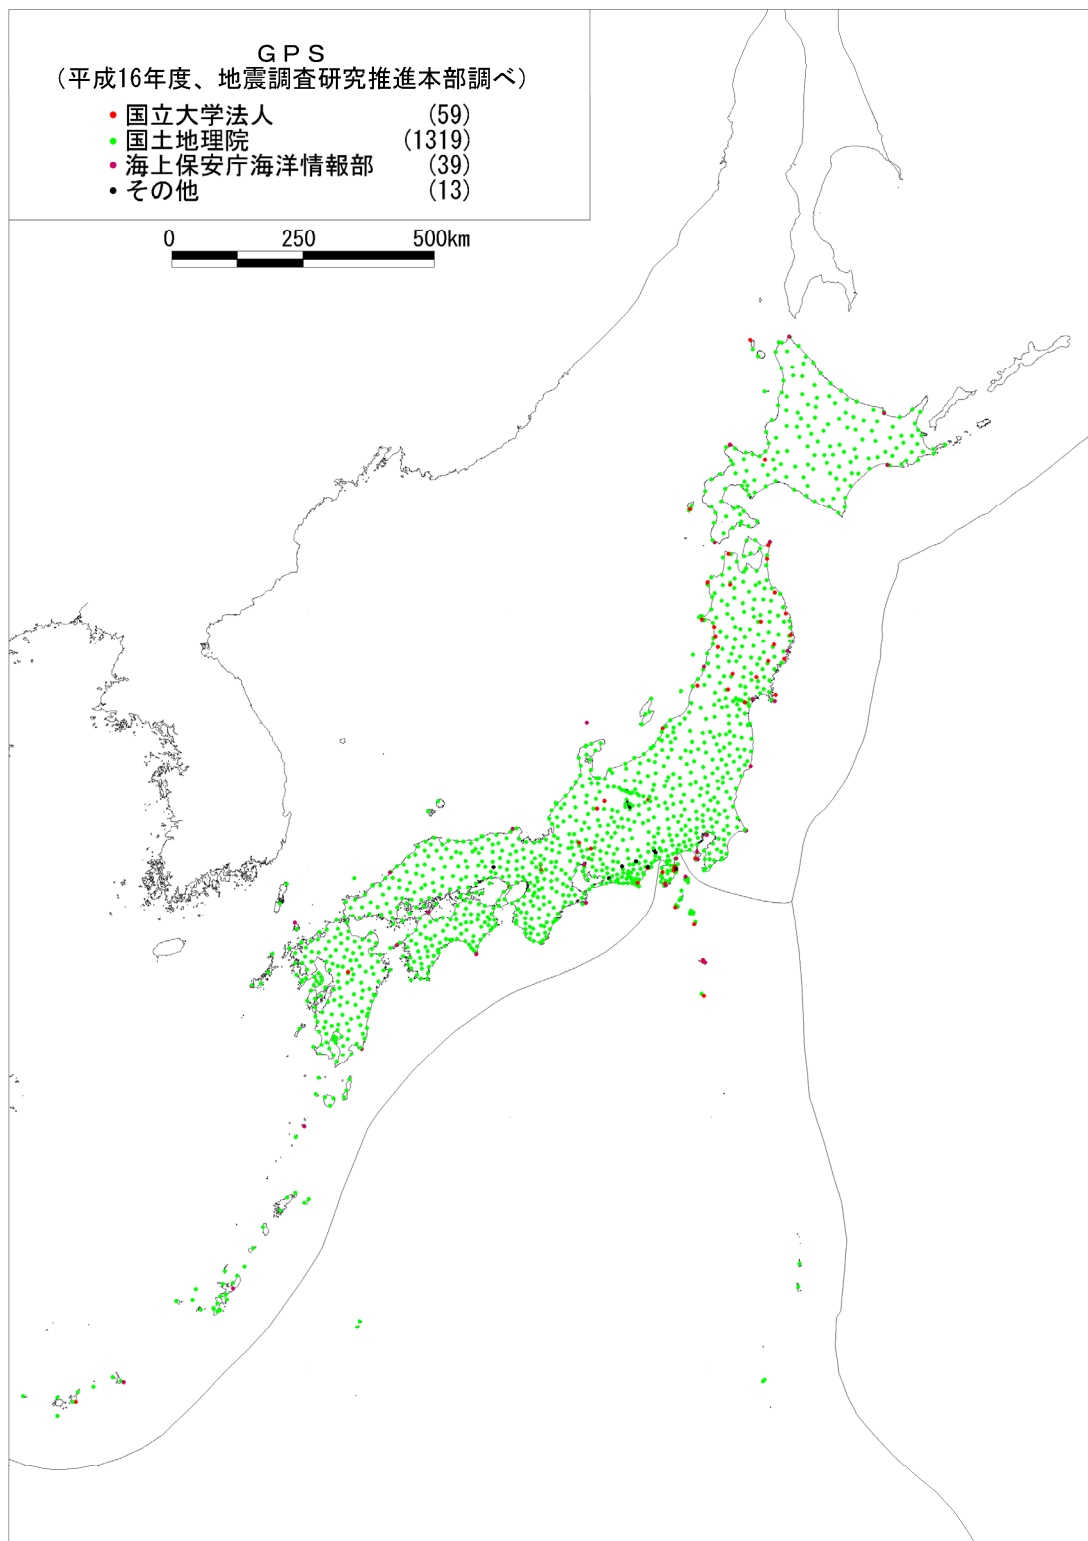 GPS
(平成16年度、地震調査研究推進本部調べ)
国立大学法人 (59)
国土地理院 (1319)
海上保安庁海洋情報部 (39)
その他 (13)
0 250 500km